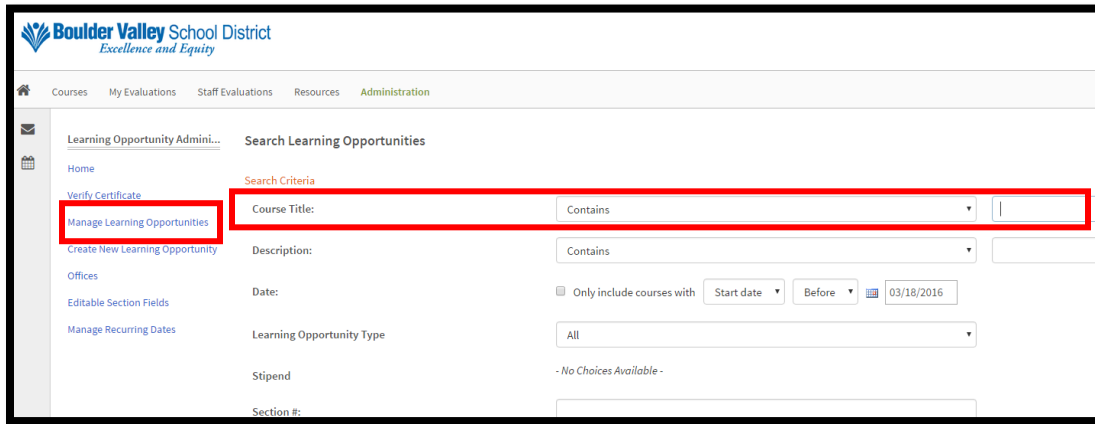 Boulder Valley School District
Excellence and Equity
Courses My Evaluations Staff Evaluations Resources Administration
Learning Opportunity Admini...
Home
Verify Certificate
Manage Learning Opportunities
Create New Learning Opportunity
Offices
Editable Section Fields
Manage Recurring Dates
Search Learning Opportunities
Search Criteria
Course Title: Contains
Description: Contains
Date: Only include courses with Start date Before 03/18/2016
Learning Opportunity Type All
Stipend - No Choices Available -
Section #: